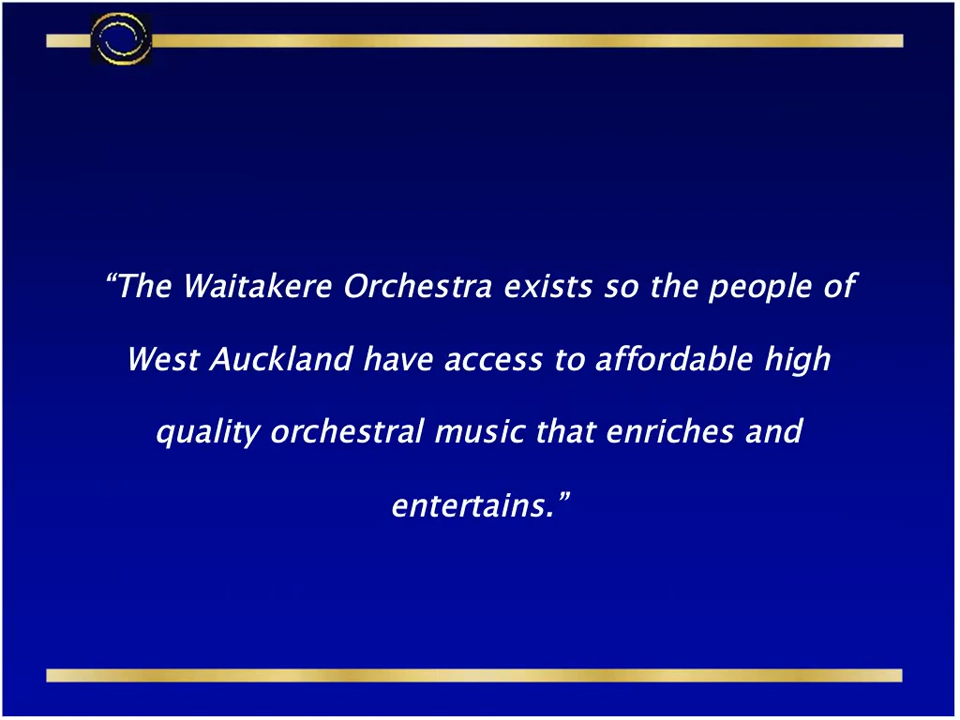 “The Waitakere Orchestra exists so the people of
West Auckland have access to affordable high
quality orchestral music that enriches and
entertains.”